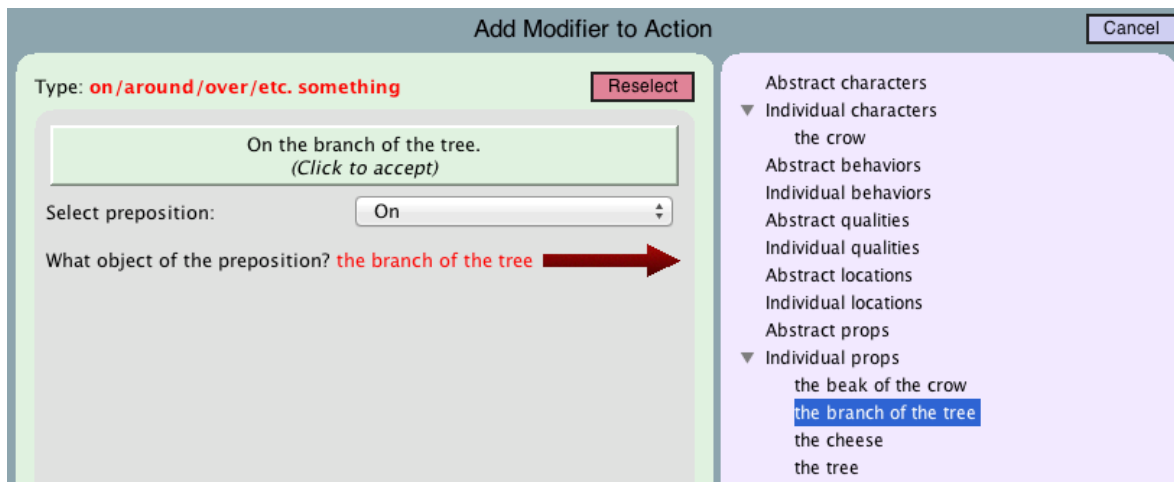 Add Modifier to Action
Cancel
Type: on/around/over/etc. something
Reselect
On the branch of the tree.
(Click to accept)
Select preposition:
On
What object of the preposition? the branch of the tree
Abstract characters
Individual characters
the crow
Abstract behaviors
Individual behaviors
Abstract qualities
Individual qualities
Abstract locations
Individual locations
Abstract props
Individual props
the beak of the crow
the branch of the tree
the cheese
the tree